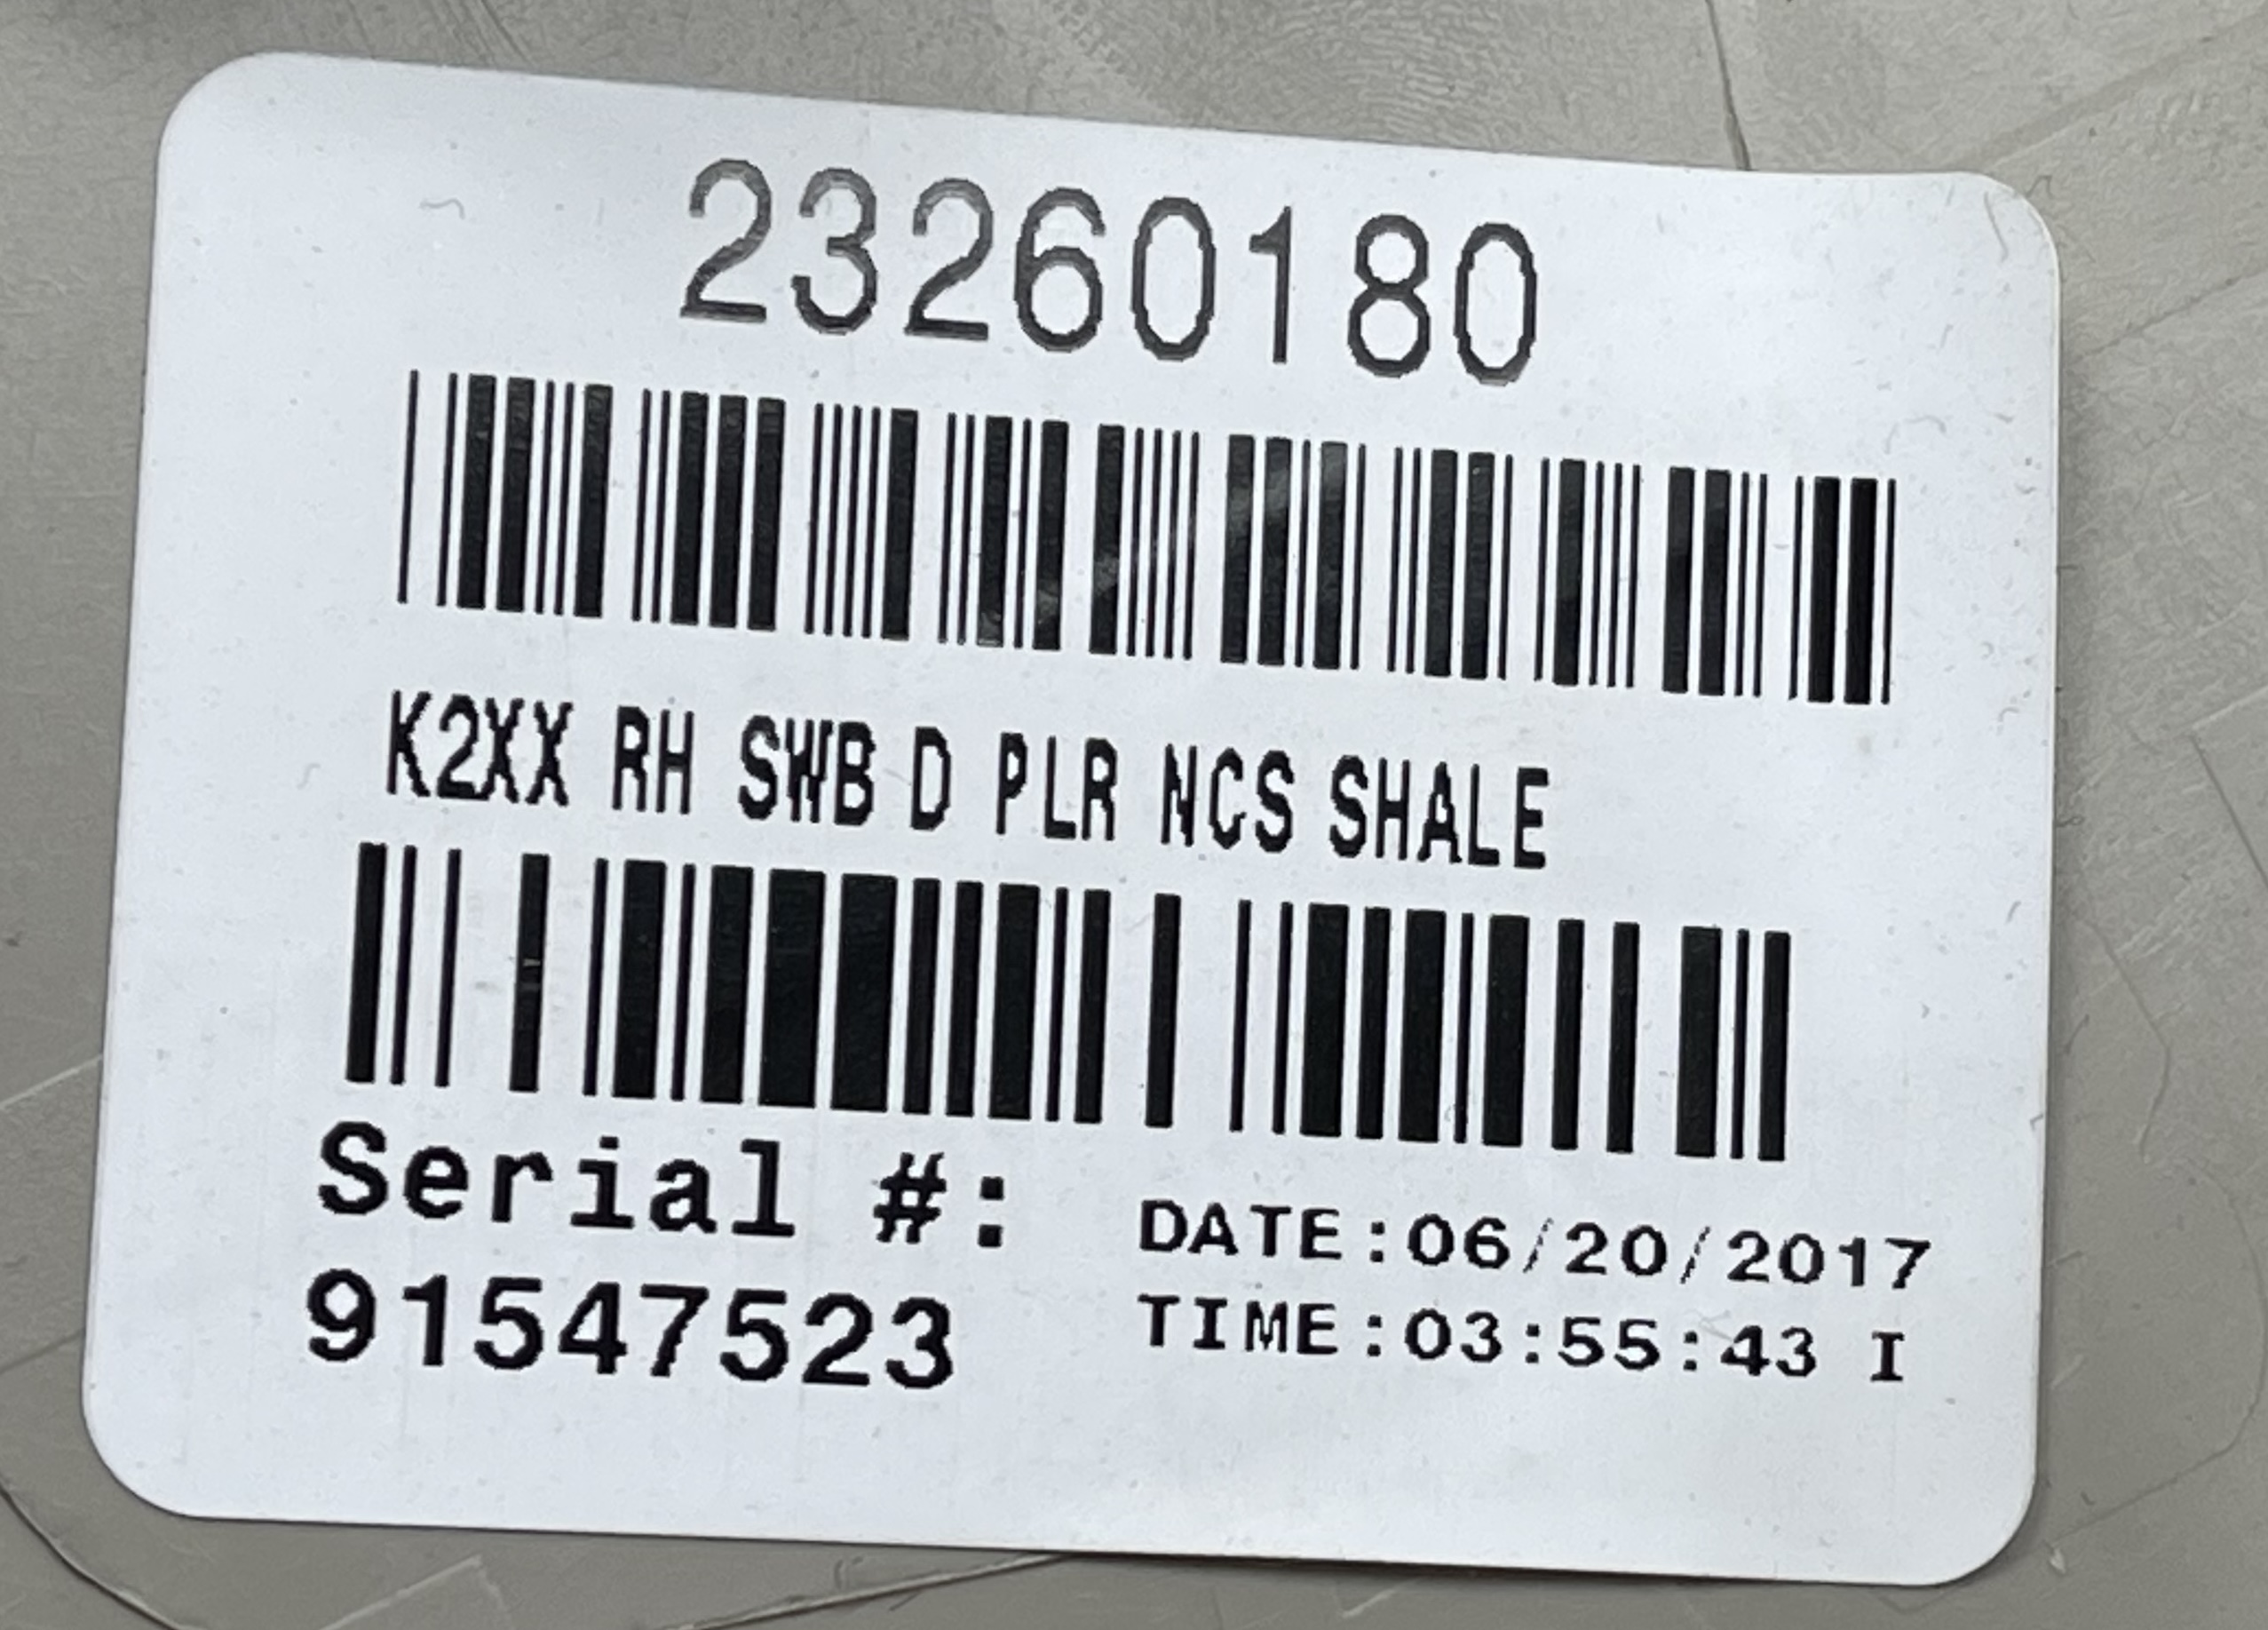 23260180
K2XX RH SWB D PLR NCS SHALE
Serial #:
91547523
DATE:06/20/2017
TIME:03:55:43 I